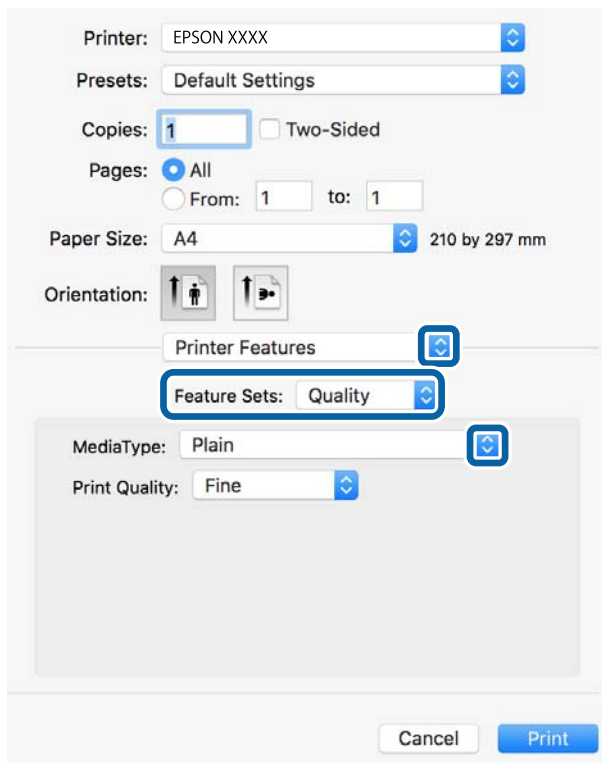 Printer: EPSON XXXX
Presets: Default Settings
Copies: 1 Two-Sided
Pages: All
From: 1 to: 1
Paper Size: A4 210 by 297 mm
Orientation:
Printer Features
Feature Sets: Quality
MediaType: Plain
Print Quality: Fine
Cancel Print